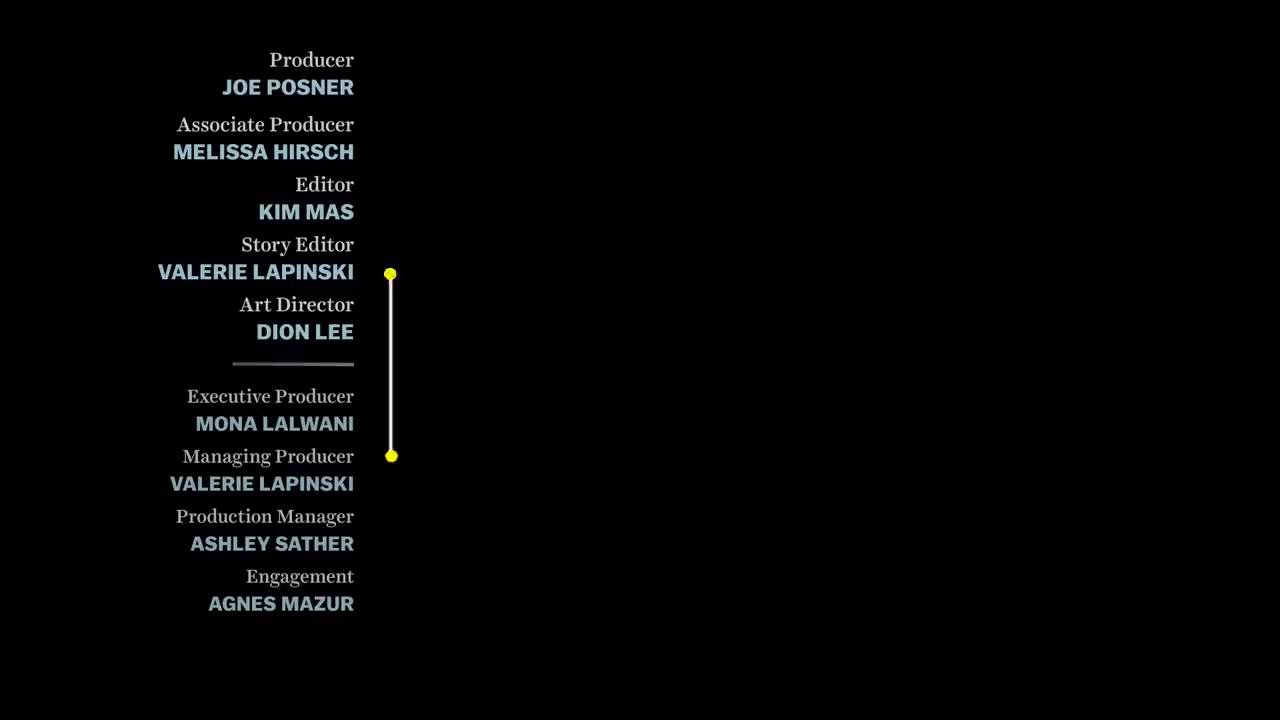 Producer
JOE POSNER
Associate Producer
MELISSA HIRSCH
Editor
KIM MAS
Story Editor
VALERIE LAPINSKI
Art Director
DION LEE
Executive Producer
MONA LALWANI
Managing Producer
VALERIE LAPINSKI
Production Manager
ASHLEY SATHER
Engagement
AGNES MAZUR